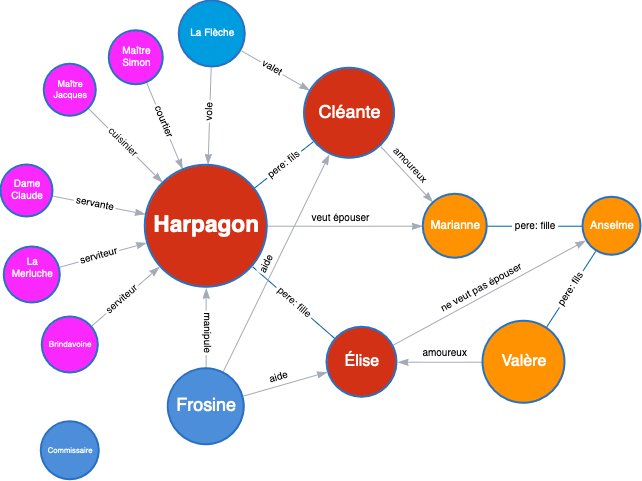 La Flèche
Maître
Simon
Maître
Jacques
valet
vole
courtier
cuisinier
Cléante
pere: fils
amoureux
Dame
Claude
servante
Harpagon
veut épouser
Marianne
pere: fille
Anselme
La
Merluche
serviteur
aide
ne veut pas épouser
pere: fils
serviteur
pere: fille
Brindavoine
manipule
Élise
amoureux
Valère
aide
Frosine
Commissaire